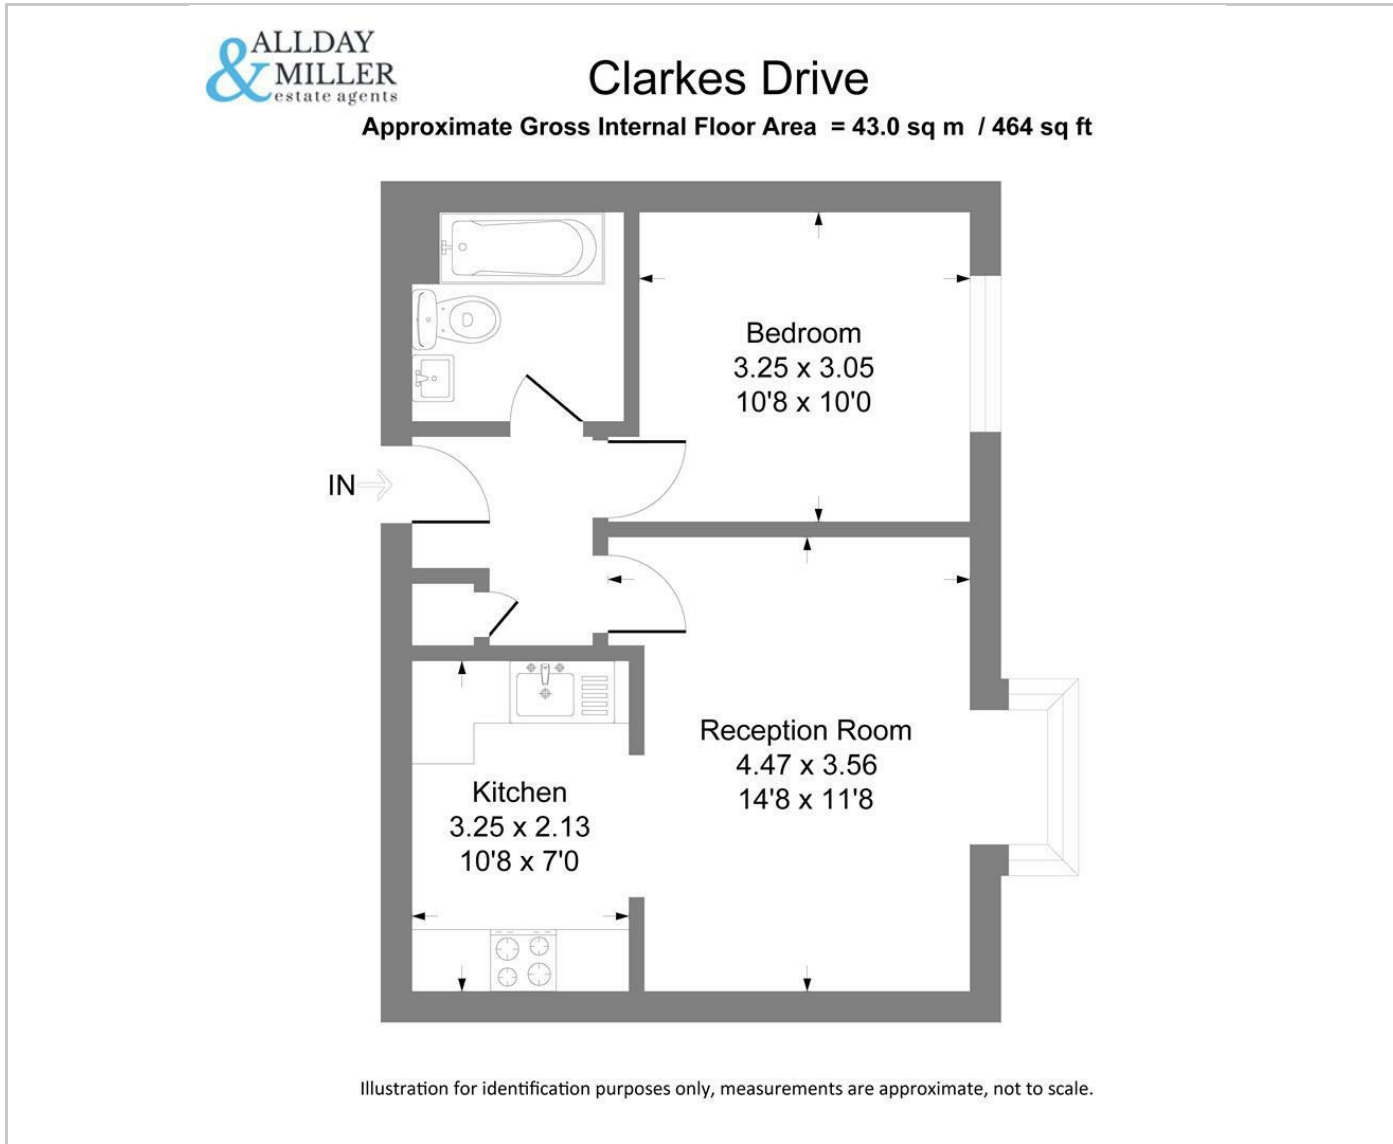 ALLDAY
& MILLER
estate agents
Clarkes Drive
Approximate Gross Internal Floor Area = 43.0 sq m / 464 sq ft
Bedroom
3.25 x 3.05
10'8 x 10'0
IN
Reception Room
4.47 x 3.56
14'8 x 11'8
Kitchen
3.25 x 2.13
10'8 x 7'0
Illustration for identification purposes only, measurements are approximate, not to scale.